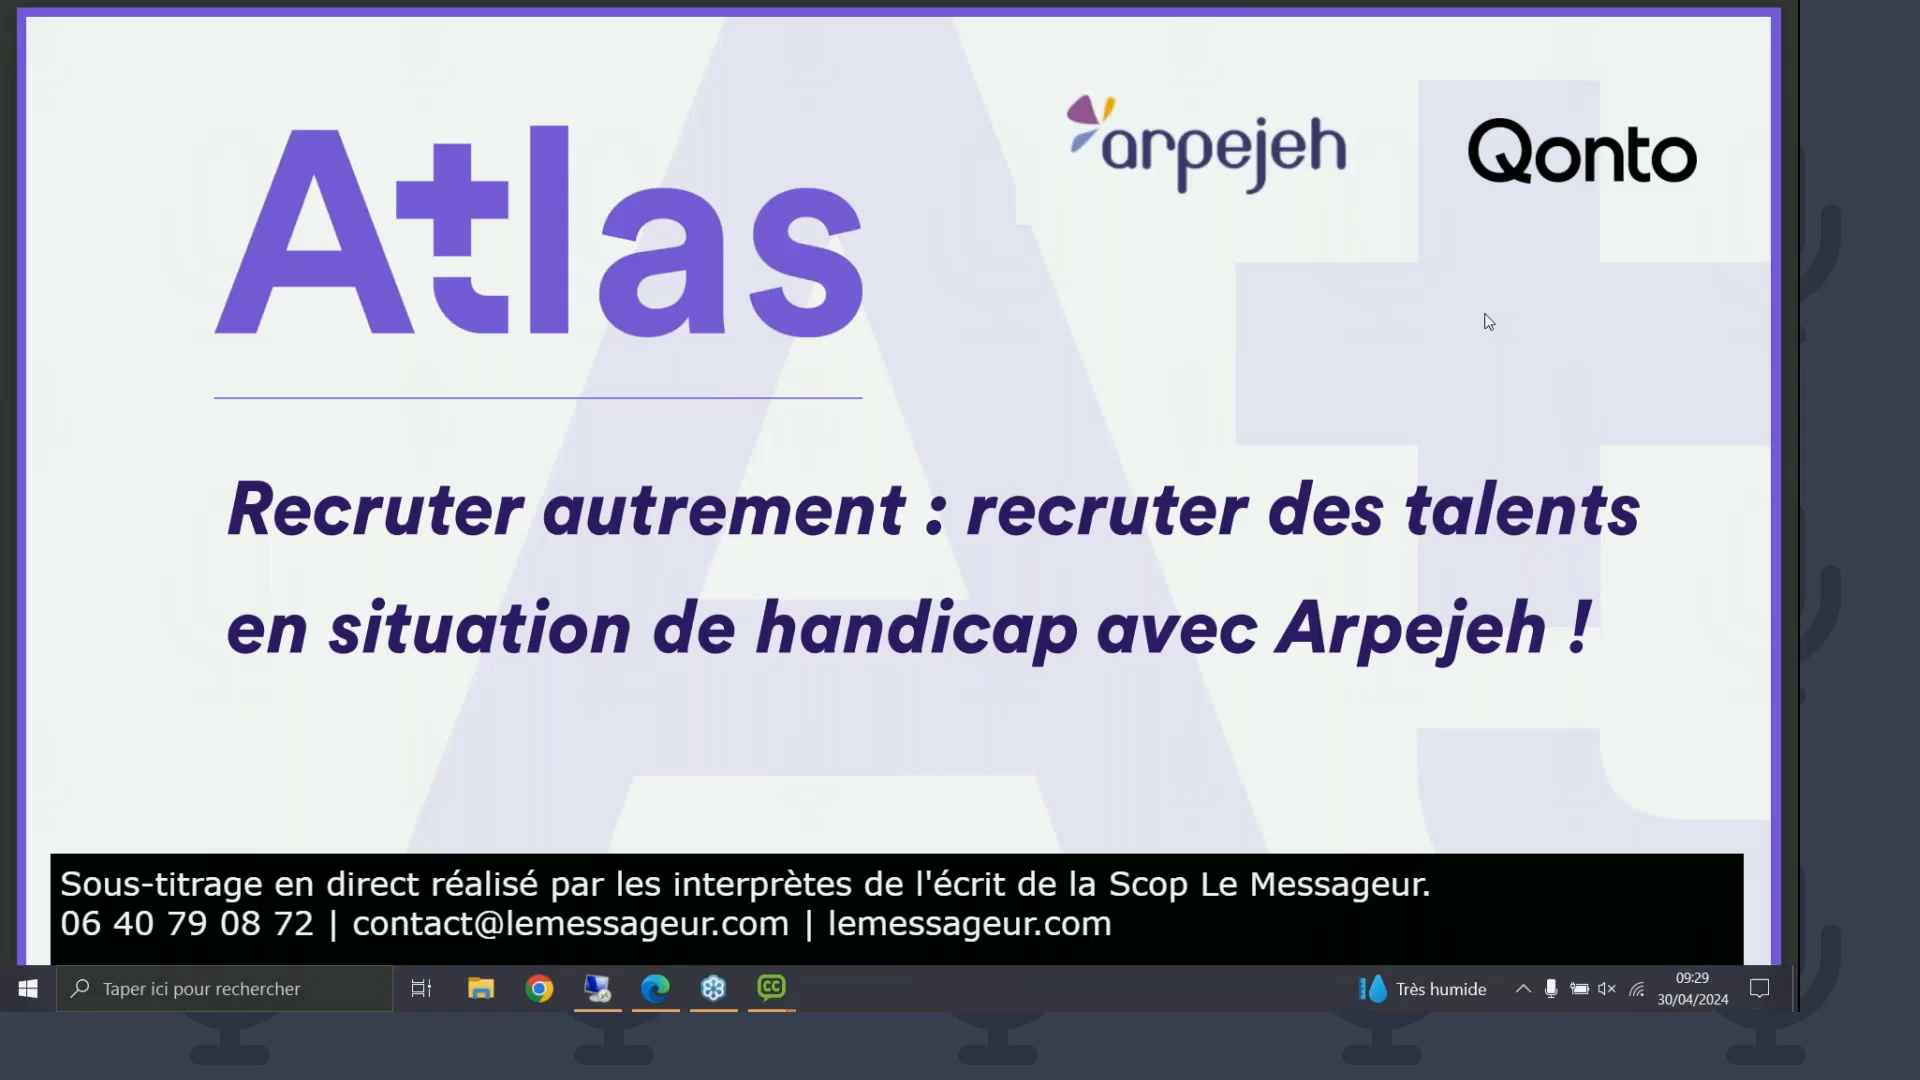 Atlas
arpejeh
Qonto
Recruter autrement : recruter des talents
en situation de handicap avec Arpejeh !
Sous-titrage en direct réalisé par les interprètes de l'écrit de la Scop Le Messageur.
06 40 79 08 72 | contact@lemessageur.com | lemessageur.com
Taper ici pour rechercher
CC
Très humide
09:29
30/04/2024